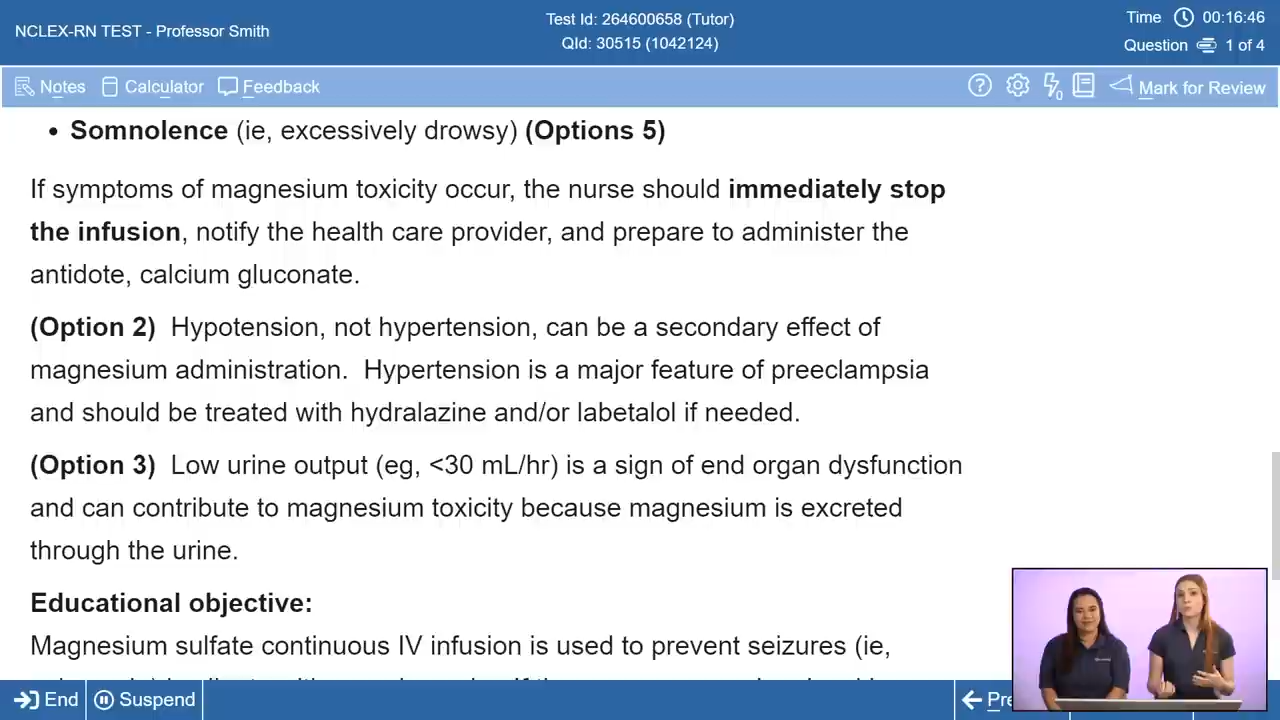 NCLEX-RN TEST - Professor Smith
Test Id: 264600658 (Tutor)
QId: 30515 (1042124)
Time 00:16:46
Question 1 of 4
Notes Calculator Feedback
Mark for Review
• Somnolence (ie, excessively drowsy) (Options 5)
If symptoms of magnesium toxicity occur, the nurse should immediately stop
the infusion, notify the health care provider, and prepare to administer the
antidote, calcium gluconate.
(Option 2) Hypotension, not hypertension, can be a secondary effect of
magnesium administration. Hypertension is a major feature of preeclampsia
and should be treated with hydralazine and/or labetalol if needed.
(Option 3) Low urine output (eg, <30 mL/hr) is a sign of end organ dysfunction
and can contribute to magnesium toxicity because magnesium is excreted
through the urine.
Educational objective:
Magnesium sulfate continuous IV infusion is used to prevent seizures (ie,
End Suspend